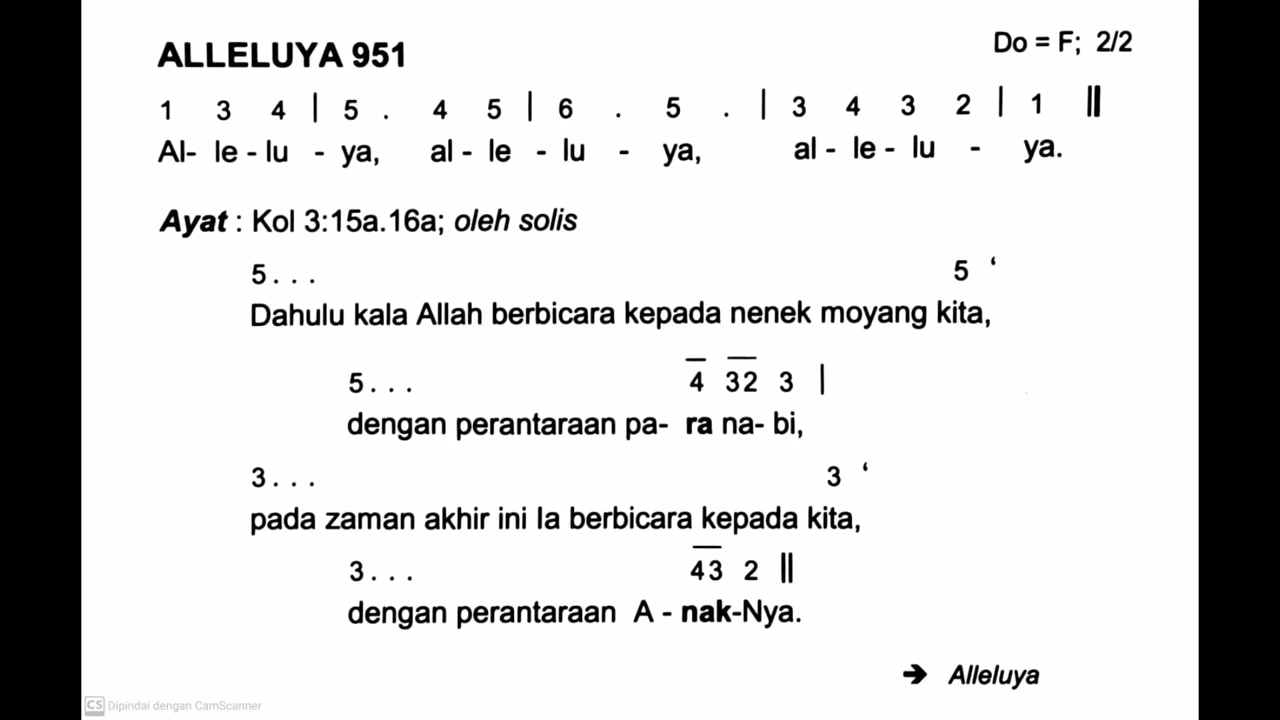 ALLELUYA 951
Do = F; 2/2
1 3 4 | 5 . 4 5 | 6 . 5 . | 3 4 3 2 | 1 ||
Al- le - lu - ya, al - le - lu - ya, al - le - lu - ya.
Ayat : Kol 3:15a.16a; oleh solis
5 . . . 5 ‘
Dahulu kala Allah berbicara kepada nenek moyang kita,
5 . . . 4 32 3 |
dengan perantaraan pa- ra na- bi,
3 . . . 3 ‘
pada zaman akhir ini Ia berbicara kepada kita,
3 . . . 43 2 ||
dengan perantaraan A - nak-Nya.
➔ Alleluya
CS Dipindai dengan CamScanner